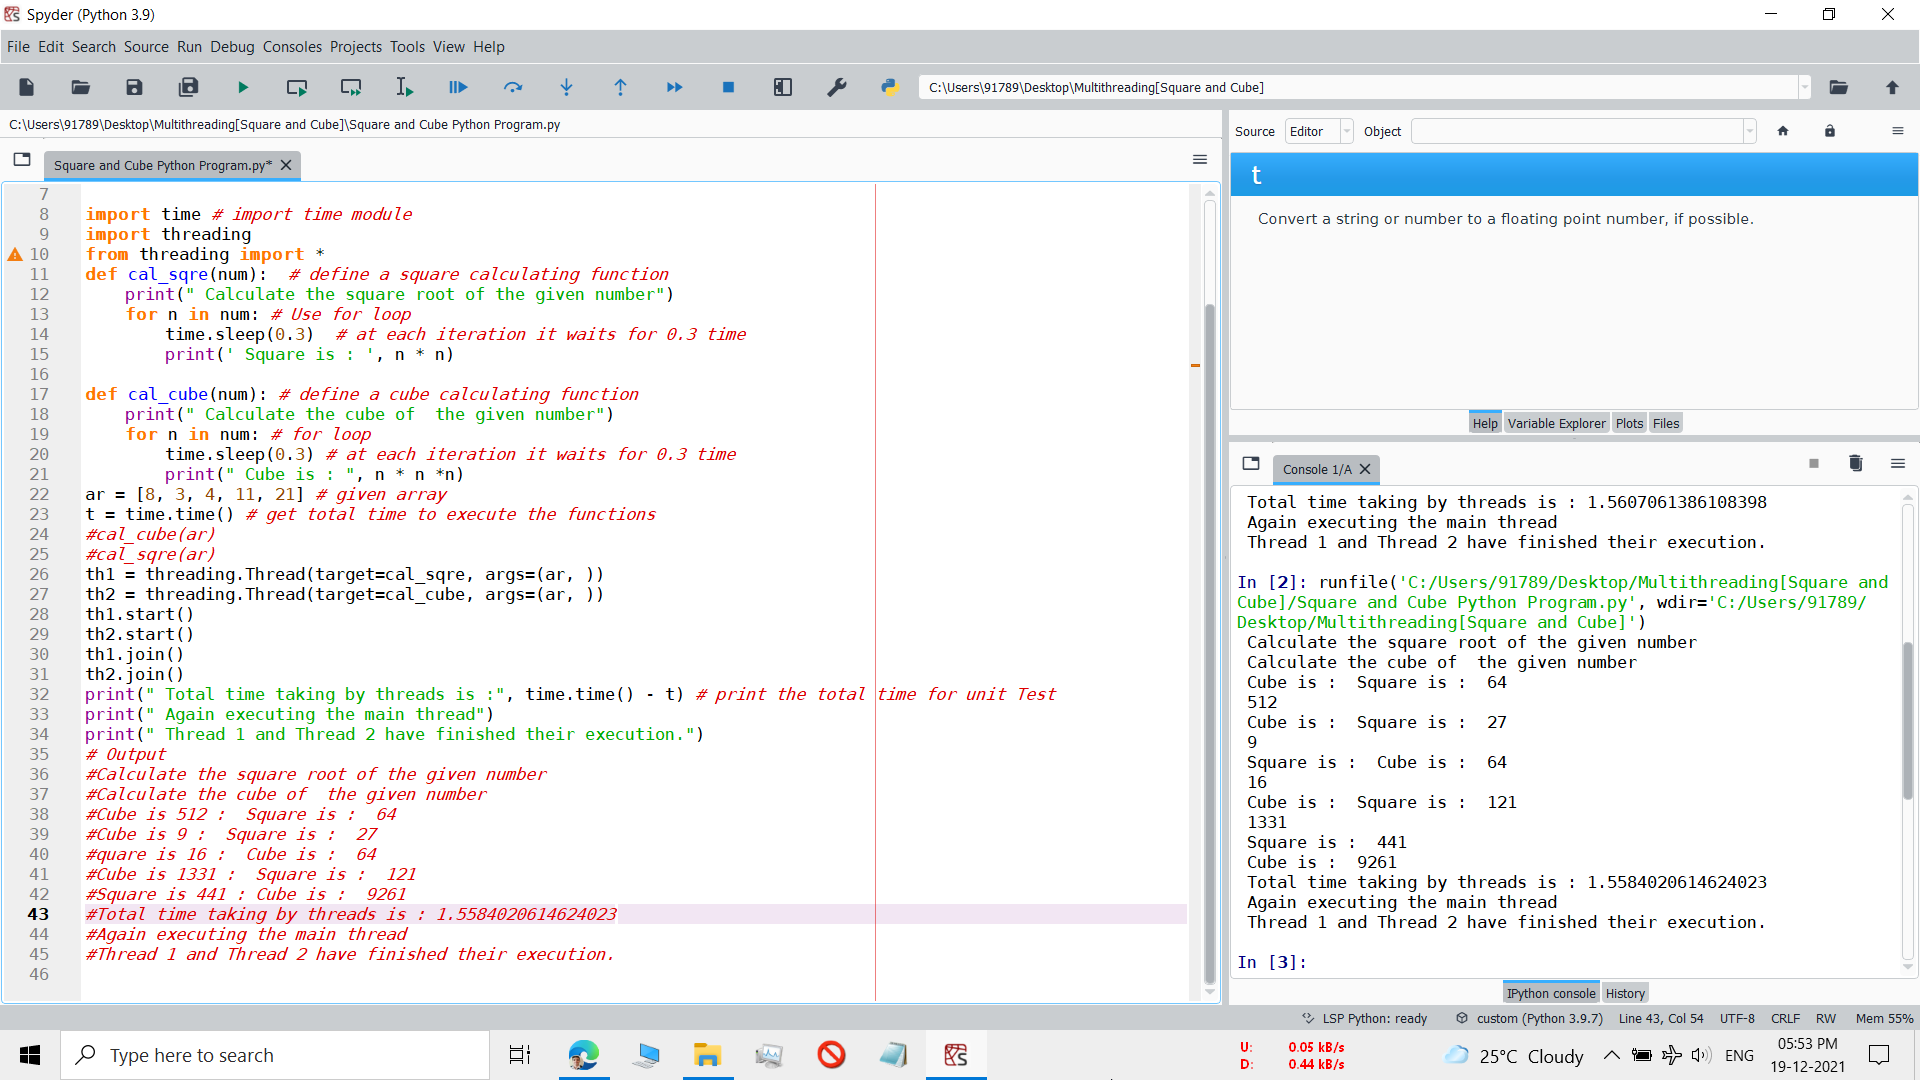 Spyder (Python 3.9)
File Edit Search Source Run Debug Consoles Projects Tools View Help
C:\Users\91789\Desktop\Multithreading[Square and Cube]
C:\Users\91789\Desktop\Multithreading[Square and Cube]\Square and Cube Python Program.py
Square and Cube Python Program.py*
7
8 import time # import time module
9 import threading
10 from threading import *
11 def cal_sqre(num):  # define a square calculating function
12     print(" Calculate the square root of the given number")
13     for n in num: # Use for loop
14         time.sleep(0.3)  # at each iteration it waits for 0.3 time
15         print(' Square is : ', n * n)
16
17 def cal_cube(num): # define a cube calculating function
18     print(" Calculate the cube of  the given number")
19     for n in num: # for loop
20         time.sleep(0.3) # at each iteration it waits for 0.3 time
21         print(" Cube is : ", n * n *n)
22 ar = [8, 3, 4, 11, 21] # given array
23 t = time.time() # get total time to execute the functions
24 #cal_cube(ar)
25 #cal_sqre(ar)
26 th1 = threading.Thread(target=cal_sqre, args=(ar, ))
27 th2 = threading.Thread(target=cal_cube, args=(ar, ))
28 th1.start()
29 th2.start()
30 th1.join()
31 th2.join()
32 print(" Total time taking by threads is :", time.time() - t) # print the total time for unit Test
33 print(" Again executing the main thread")
34 print(" Thread 1 and Thread 2 have finished their execution.")
35 # Output
36 #Calculate the square root of the given number
37 #Calculate the cube of  the given number
38 #Cube is 512 :  Square is :  64
39 #Cube is 9 :  Square is :  27
40 #quare is 16 :  Cube is :  64
41 #Cube is 1331 :  Square is :  121
42 #Square is 441 : Cube is :  9261
43 #Total time taking by threads is : 1.5584020614624023
44 #Again executing the main thread
45 #Thread 1 and Thread 2 have finished their execution.
46
Source Editor Object
t
Convert a string or number to a floating point number, if possible.
Help Variable Explorer Plots Files
Console 1/A
Total time taking by threads is : 1.5607061386108398
Again executing the main thread
Thread 1 and Thread 2 have finished their execution.
In [2]: runfile('C:/Users/91789/Desktop/Multithreading[Square and
Cube]/Square and Cube Python Program.py', wdir='C:/Users/91789/
Desktop/Multithreading[Square and Cube]')
Calculate the square root of the given number
Calculate the cube of  the given number
Cube is :  Square is :  64
512
Cube is :  Square is :  27
9
Square is :  Cube is :  64
16
Cube is :  Square is :  121
1331
Square is :  441
Cube is :  9261
Total time taking by threads is : 1.5584020614624023
Again executing the main thread
Thread 1 and Thread 2 have finished their execution.
In [3]:
IPython console History
LSP Python: ready custom (Python 3.9.7) Line 43, Col 54 UTF-8 CRLF RW Mem 55%
Type here to search
U: 0.05 kB/s
D: 0.44 kB/s
25°C Cloudy
ENG
05:53 PM
19-12-2021